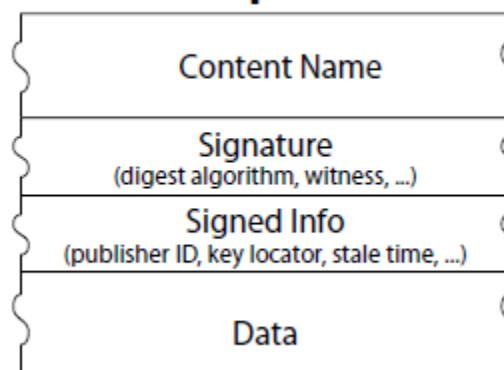 Content Name
Signature
(digest algorithm, witness, ...)
Signed Info
(publisher ID, key locator, stale time, ...)
Data